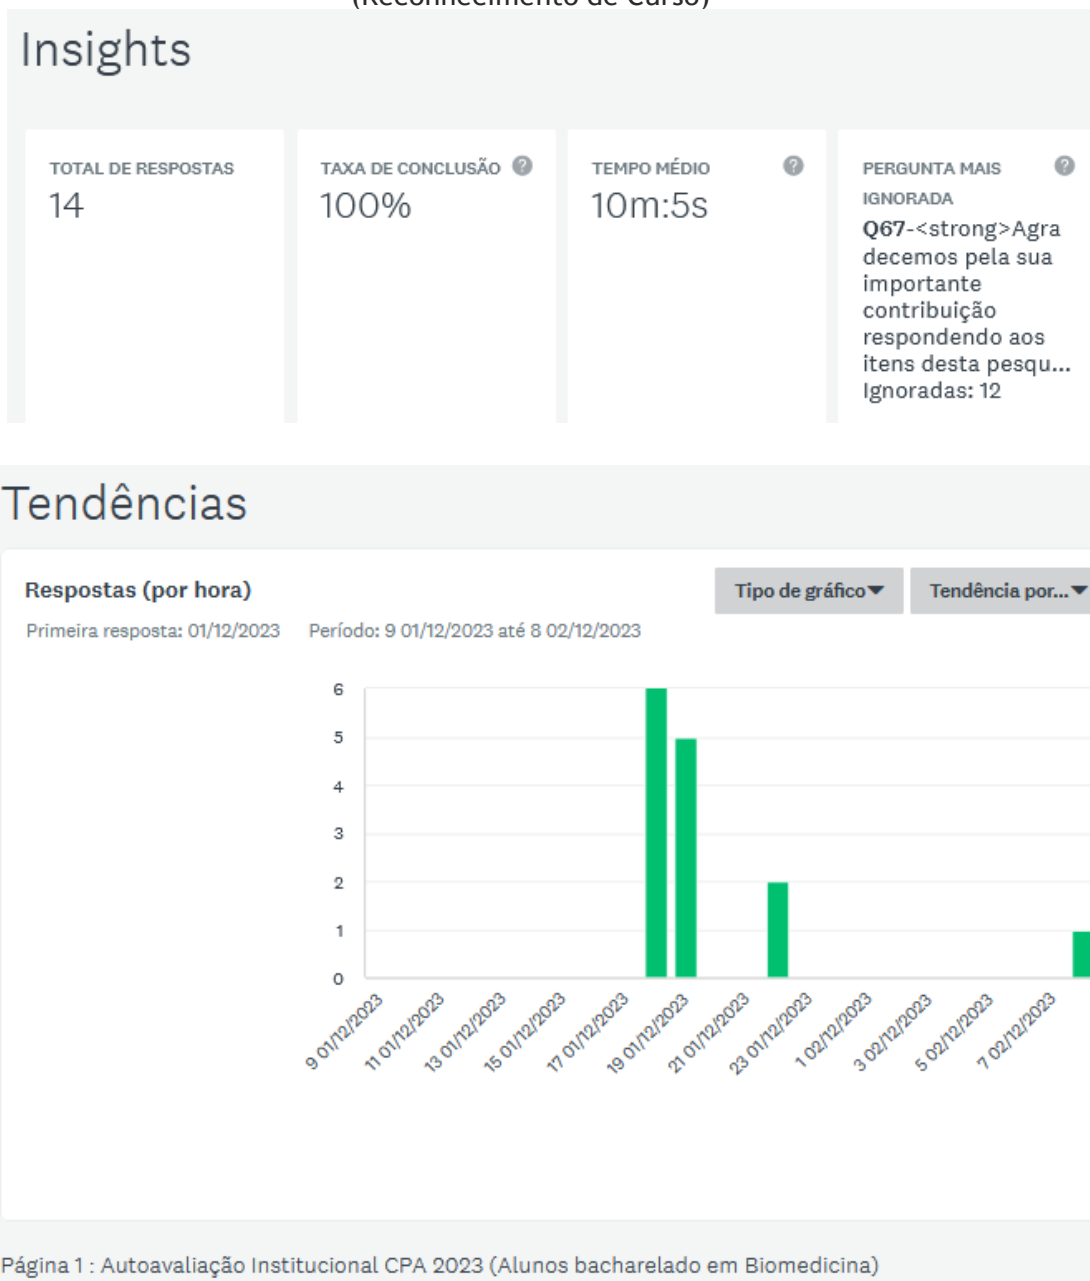 (Reconhecimento de Curso)
Insights
TOTAL DE RESPOSTAS
14
TAXA DE CONCLUSÃO ?
100%
TEMPO MÉDIO ?
10m:5s
PERGUNTA MAIS ?
IGNORADA
Q67-<strong>Agra
decemos pela sua
importante
contribuição
respondendo aos
itens desta pesqu...
Ignoradas: 12
Tendências
Respostas (por hora)
Tipo de gráfico
Tendência por...
Primeira resposta: 01/12/2023 Período: 9 01/12/2023 até 8 02/12/2023
6
5
4
3
2
1
0
9 01/12/2023
11 01/12/2023
13 01/12/2023
15 01/12/2023
17 01/12/2023
19 01/12/2023
21 01/12/2023
23 01/12/2023
1 02/12/2023
3 02/12/2023
5 02/12/2023
7 02/12/2023
Página 1 : Autoavaliação Institucional CPA 2023 (Alunos bacharelado em Biomedicina)